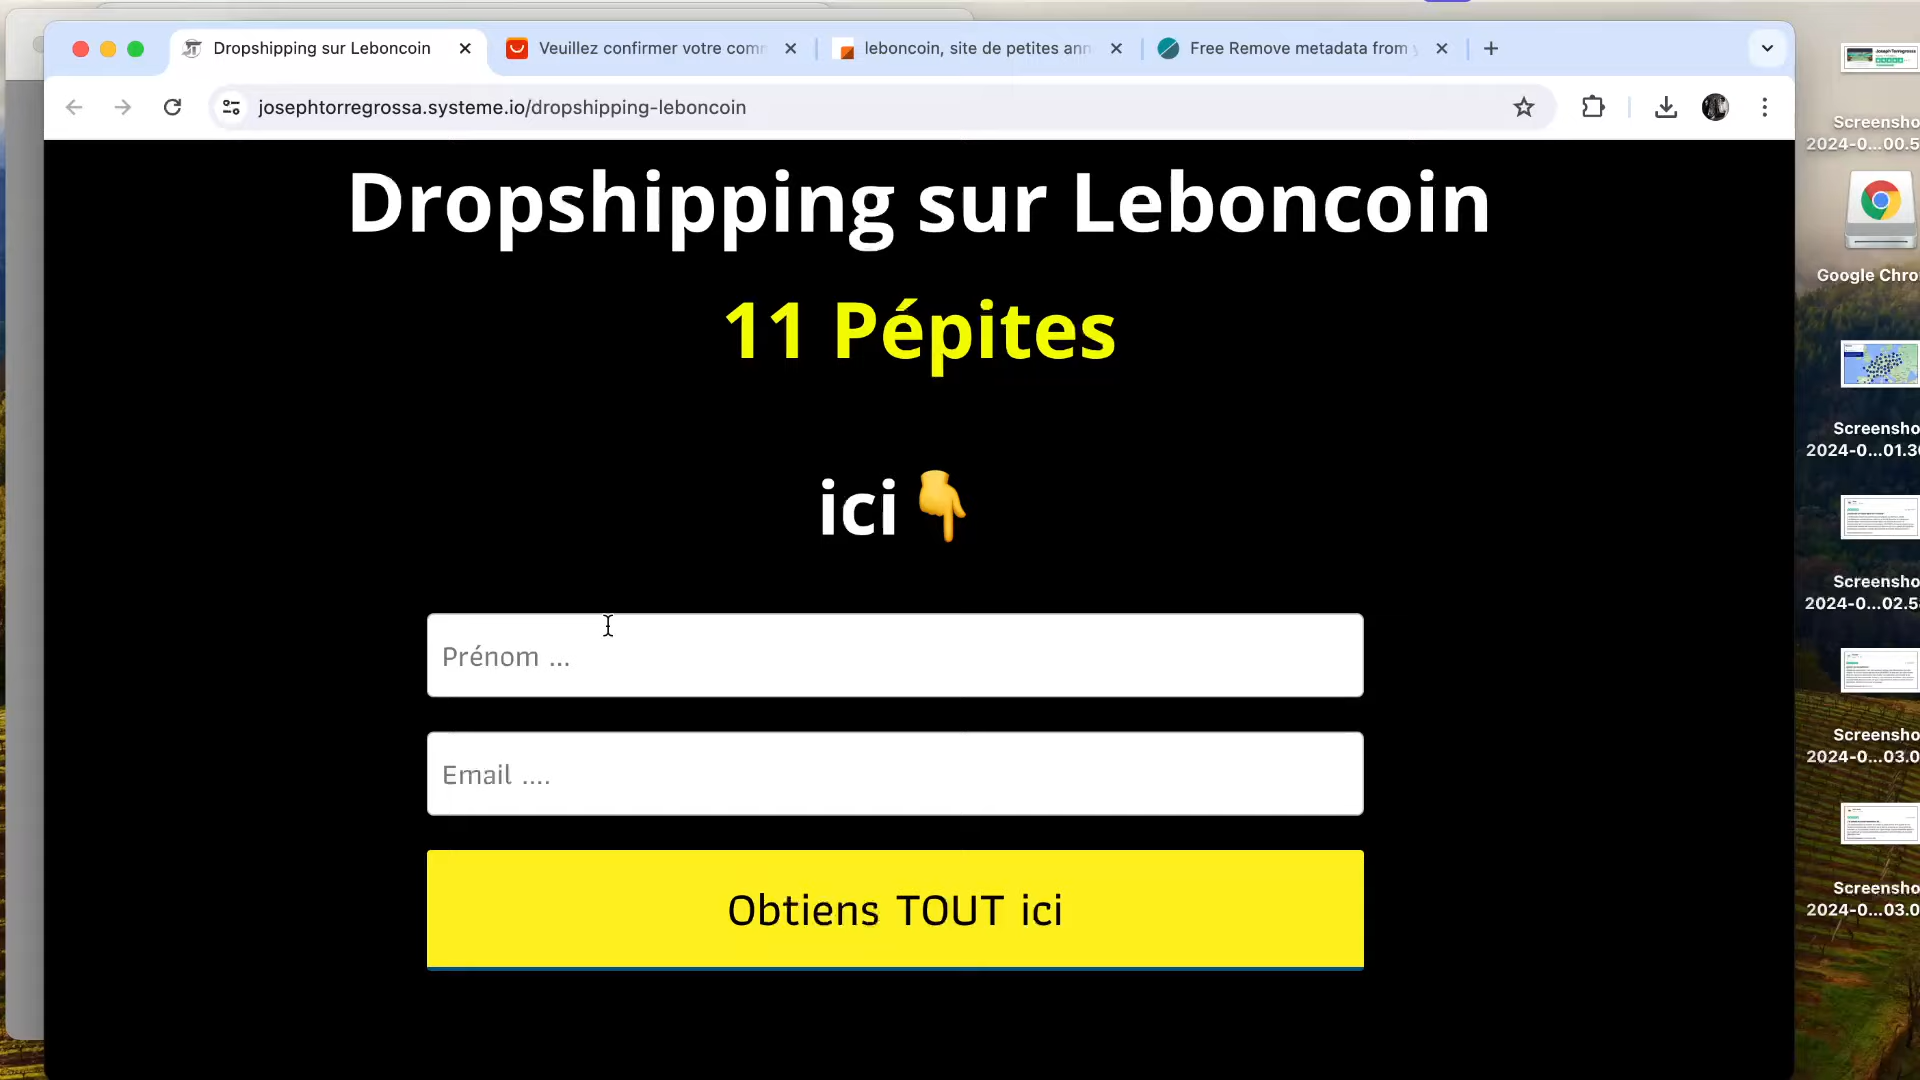 Dropshipping sur Leboncoin
Veuillez confirmer votre com
leboncoin, site de petites ann
Free Remove metadata from
josephtorregrossa.systeme.io/dropshipping-leboncoin
Dropshipping sur Leboncoin
11 Pépites
ici👇
Prénom ...
Email ....
Obtiens TOUT ici
Screensho
2024-0...00.5
Google Chro
Screensho
2024-0...01.30
Screensho
2024-0...02.5
Screensho
2024-0...03.0
Screensho
2024-0...03.0